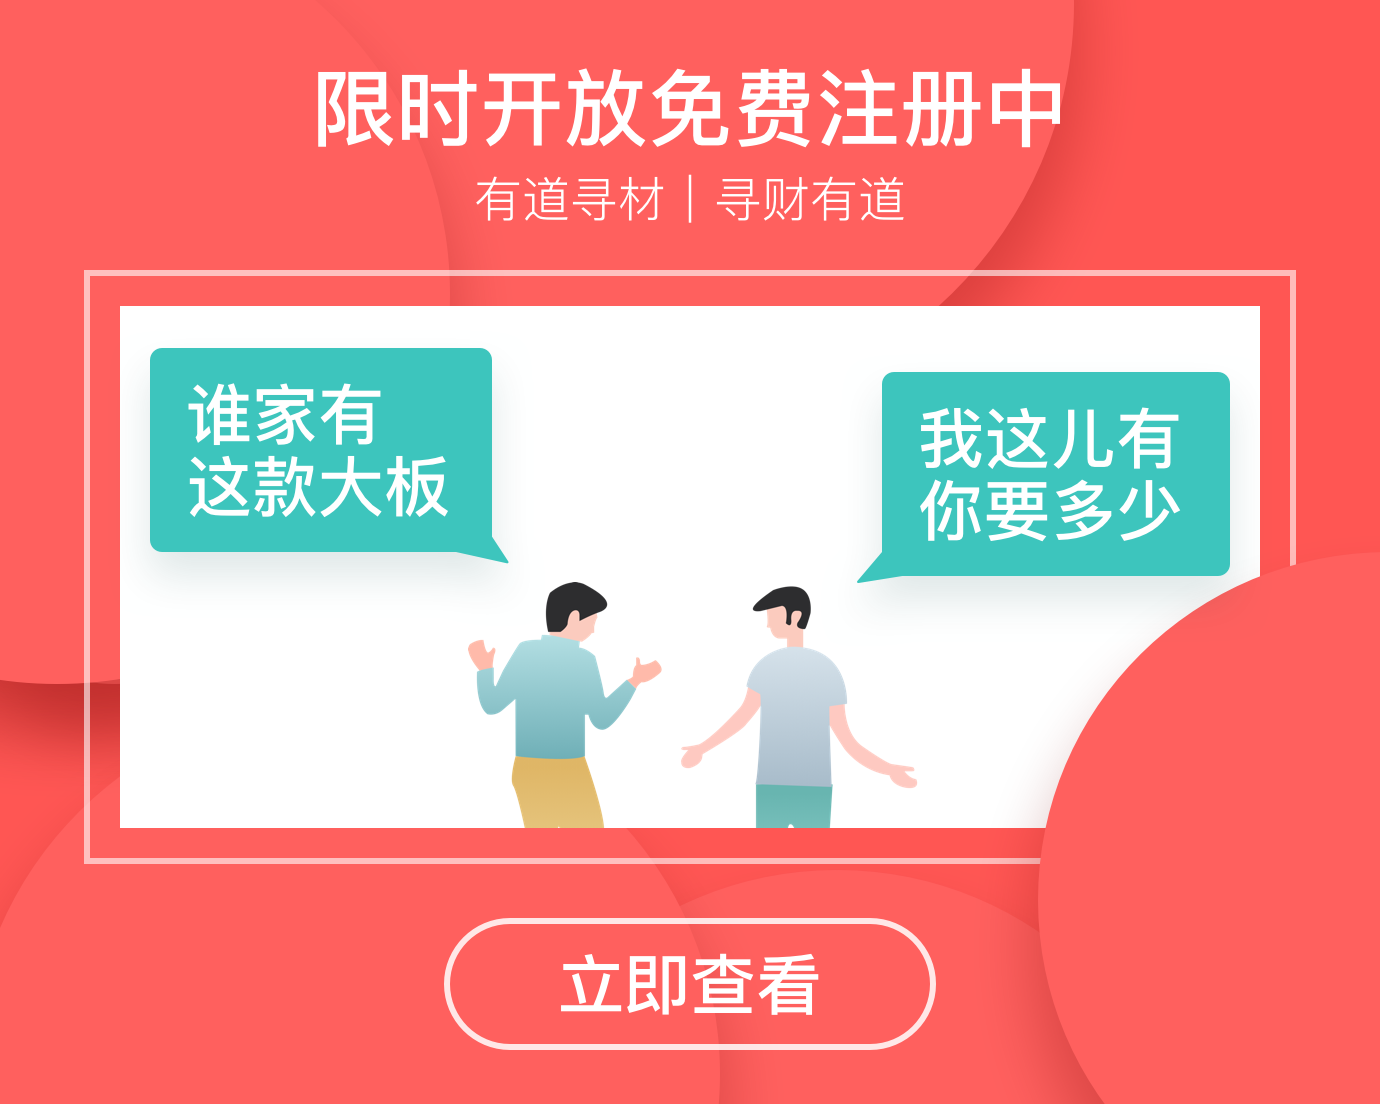 限时开放免费注册中
有道寻材｜寻财有道
谁家有
这款大板
我这儿有
你要多少
立即查看